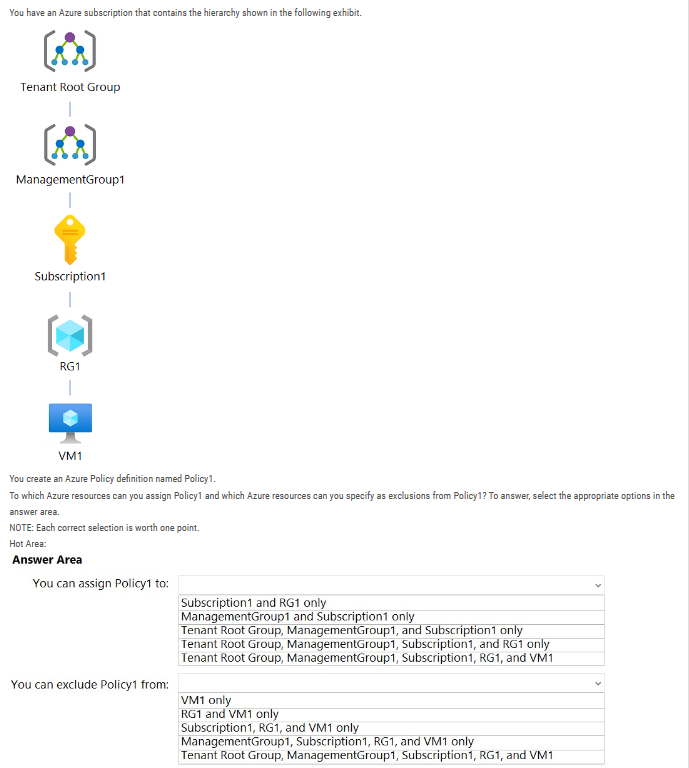 You have an Azure subscription that contains the hierarchy shown in the following exhibit.
Tenant Root Group
ManagementGroup1
Subscription1
RG1
VM1
You create an Azure Policy definition named Policy1.
To which Azure resources can you assign Policy1 and which Azure resources can you specify as exclusions from Policy1? To answer, select the appropriate options in the
answer area.
NOTE: Each correct selection is worth one point.
Hot Area:
Answer Area
You can assign Policy1 to:
Subscription1 and RG1 only
ManagementGroup1 and Subscription1 only
Tenant Root Group, ManagementGroup1, and Subscription1 only
Tenant Root Group, ManagementGroup1, Subscription1, and RG1 only
Tenant Root Group, ManagementGroup1, Subscription1, RG1, and VM1
You can exclude Policy1 from:
VM1 only
RG1 and VM1 only
Subscription1, RG1, and VM1 only
ManagementGroup1, Subscription1, RG1, and VM1 only
Tenant Root Group, ManagementGroup1, Subscription1, RG1, and VM1